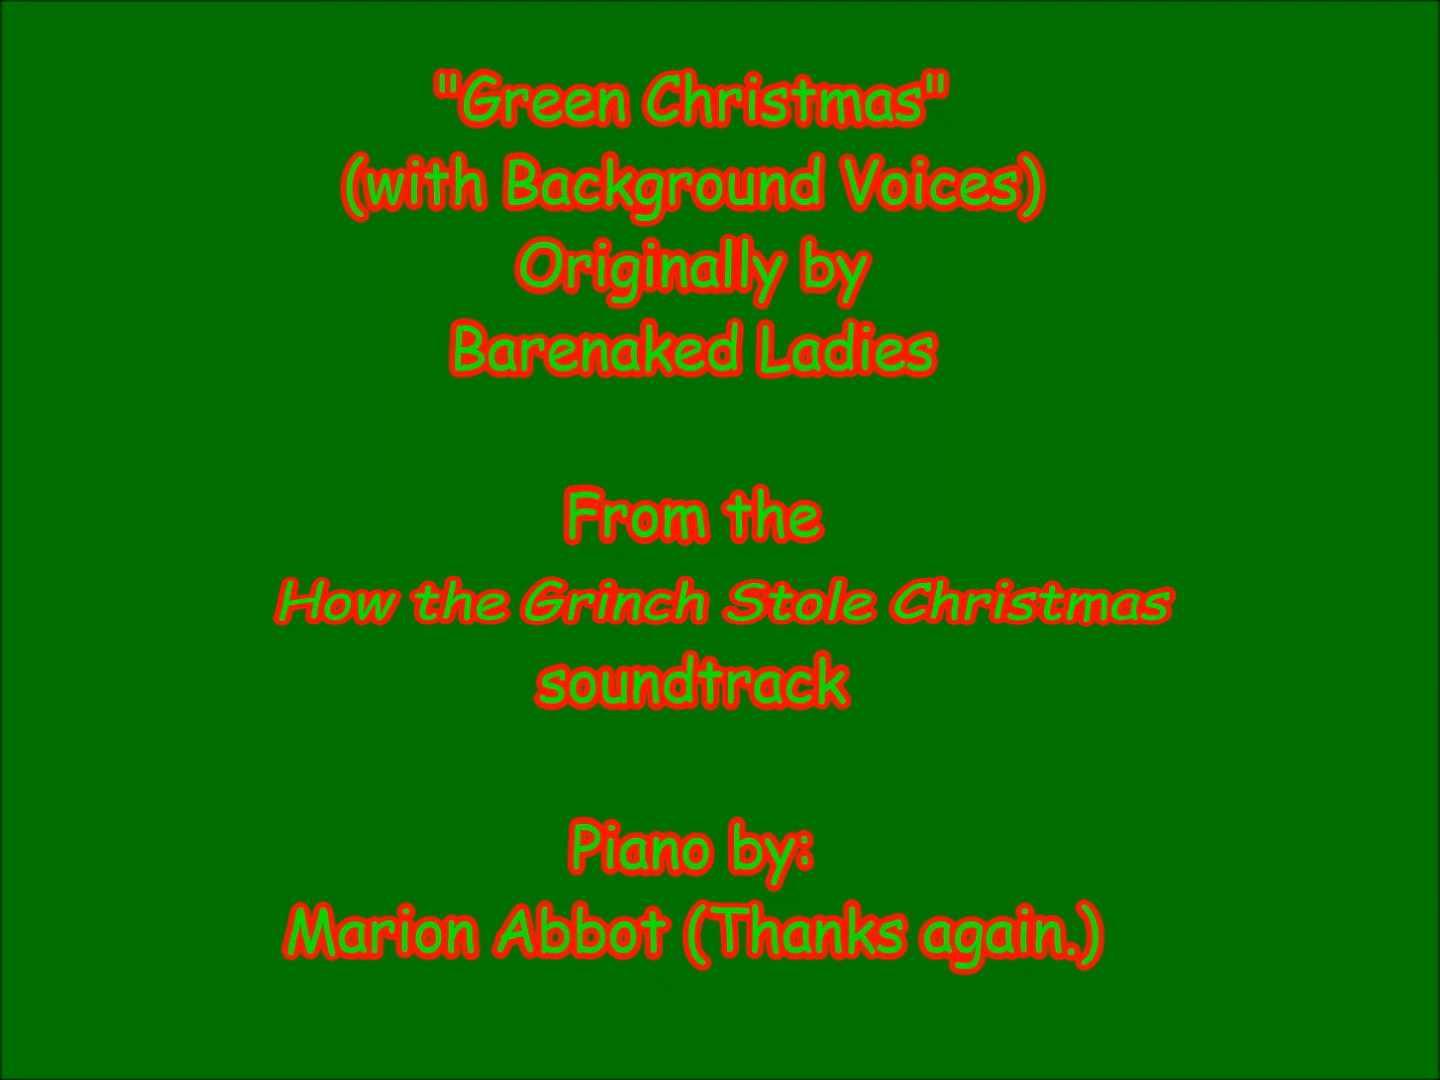 "Green Christmas"
(with Background Voices)
Originally by
Barenaked Ladies
From the
How the Grinch Stole Christmas
soundtrack
Piano by:
Marion Abbot (Thanks again.)